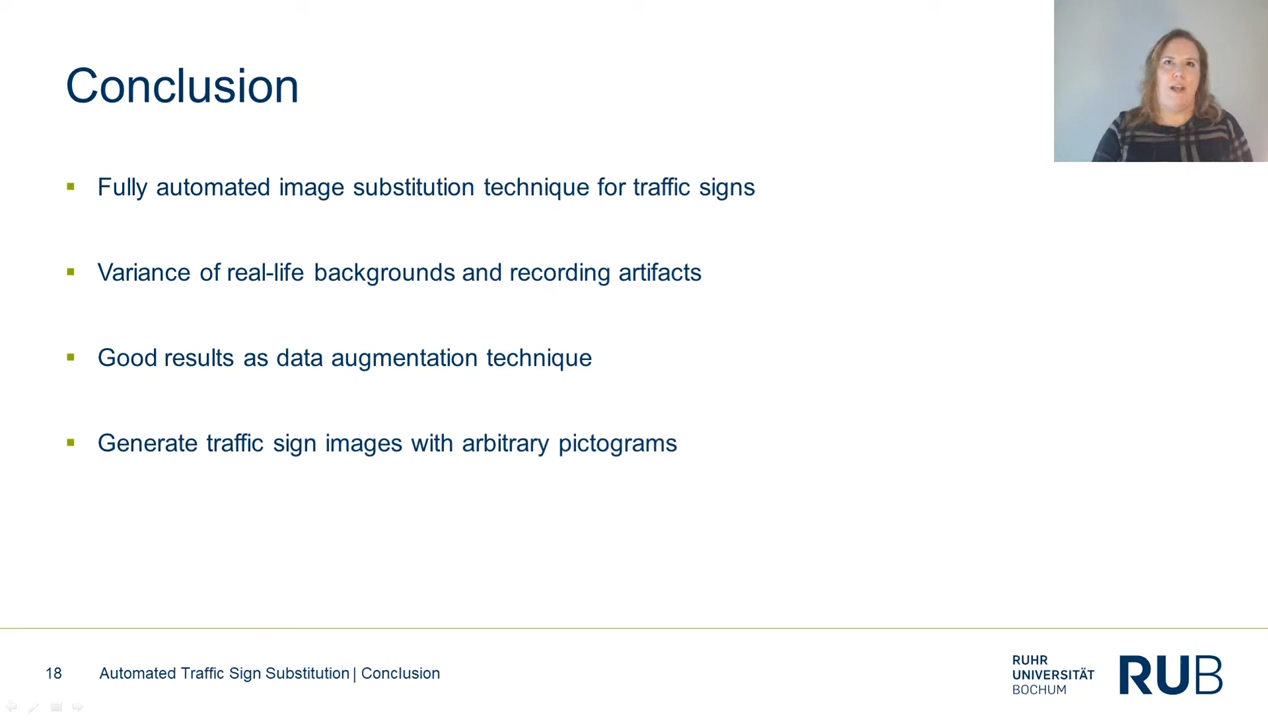 Conclusion
Fully automated image substitution technique for traffic signs
Variance of real-life backgrounds and recording artifacts
Good results as data augmentation technique
Generate traffic sign images with arbitrary pictograms
18 Automated Traffic Sign Substitution | Conclusion
RUHR
UNIVERSITÄT
BOCHUM
RUB